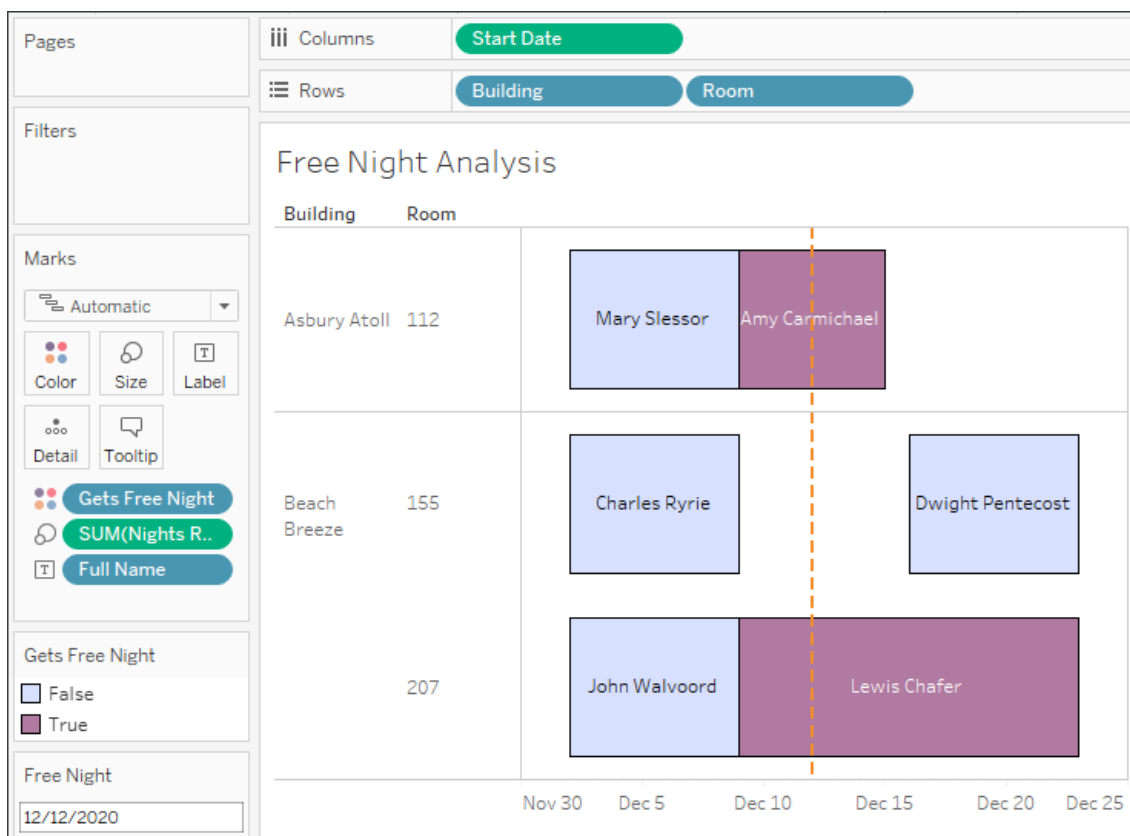 Pages
Columns
Start Date
Rows
Building
Room
Filters
Free Night Analysis
Building Room
Marks
Automatic
Color
Size
Label
Detail
Tooltip
Gets Free Night
SUM(Nights R..
Full Name
Asbury Atoll 112
Mary Slessor
Amy Carmichael
Beach
Breeze
155
Charles Ryrie
Dwight Pentecost
207
John Walvoord
Lewis Chafer
Gets Free Night
False
True
Free Night
12/12/2020
Nov 30 Dec 5 Dec 10 Dec 15 Dec 20 Dec 25